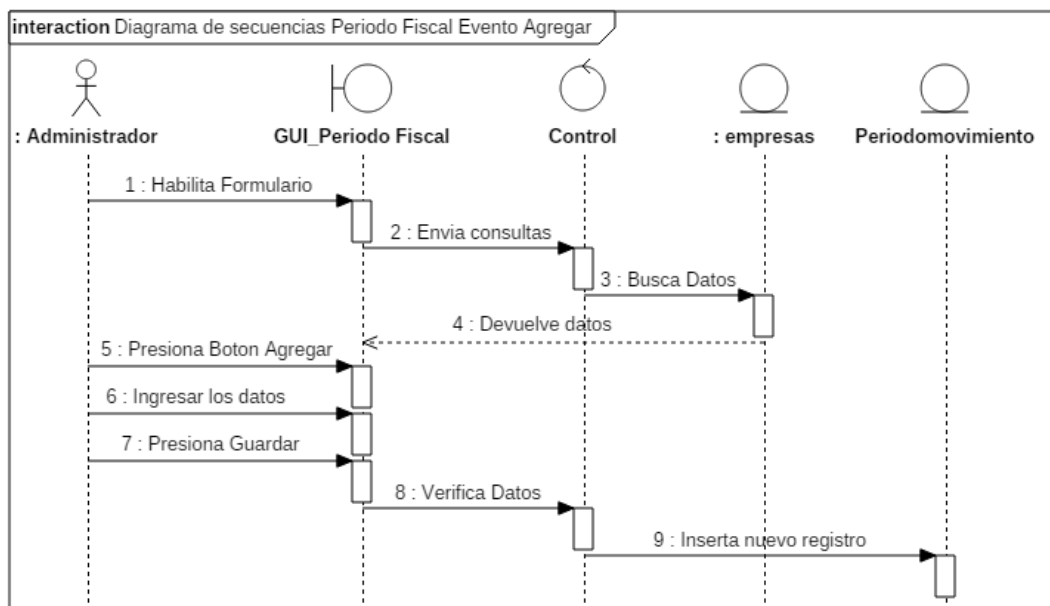 interaction Diagrama de secuencias Periodo Fiscal Evento Agregar
: Administrador
GUI_Periodo Fiscal
Control
: empresas
Periodomovimiento
1 : Habilita Formulario
2 : Envia consultas
3 : Busca Datos
4 : Devuelve datos
5 : Presiona Boton Agregar
6 : Ingresar los datos
7 : Presiona Guardar
8 : Verifica Datos
9 : Inserta nuevo registro